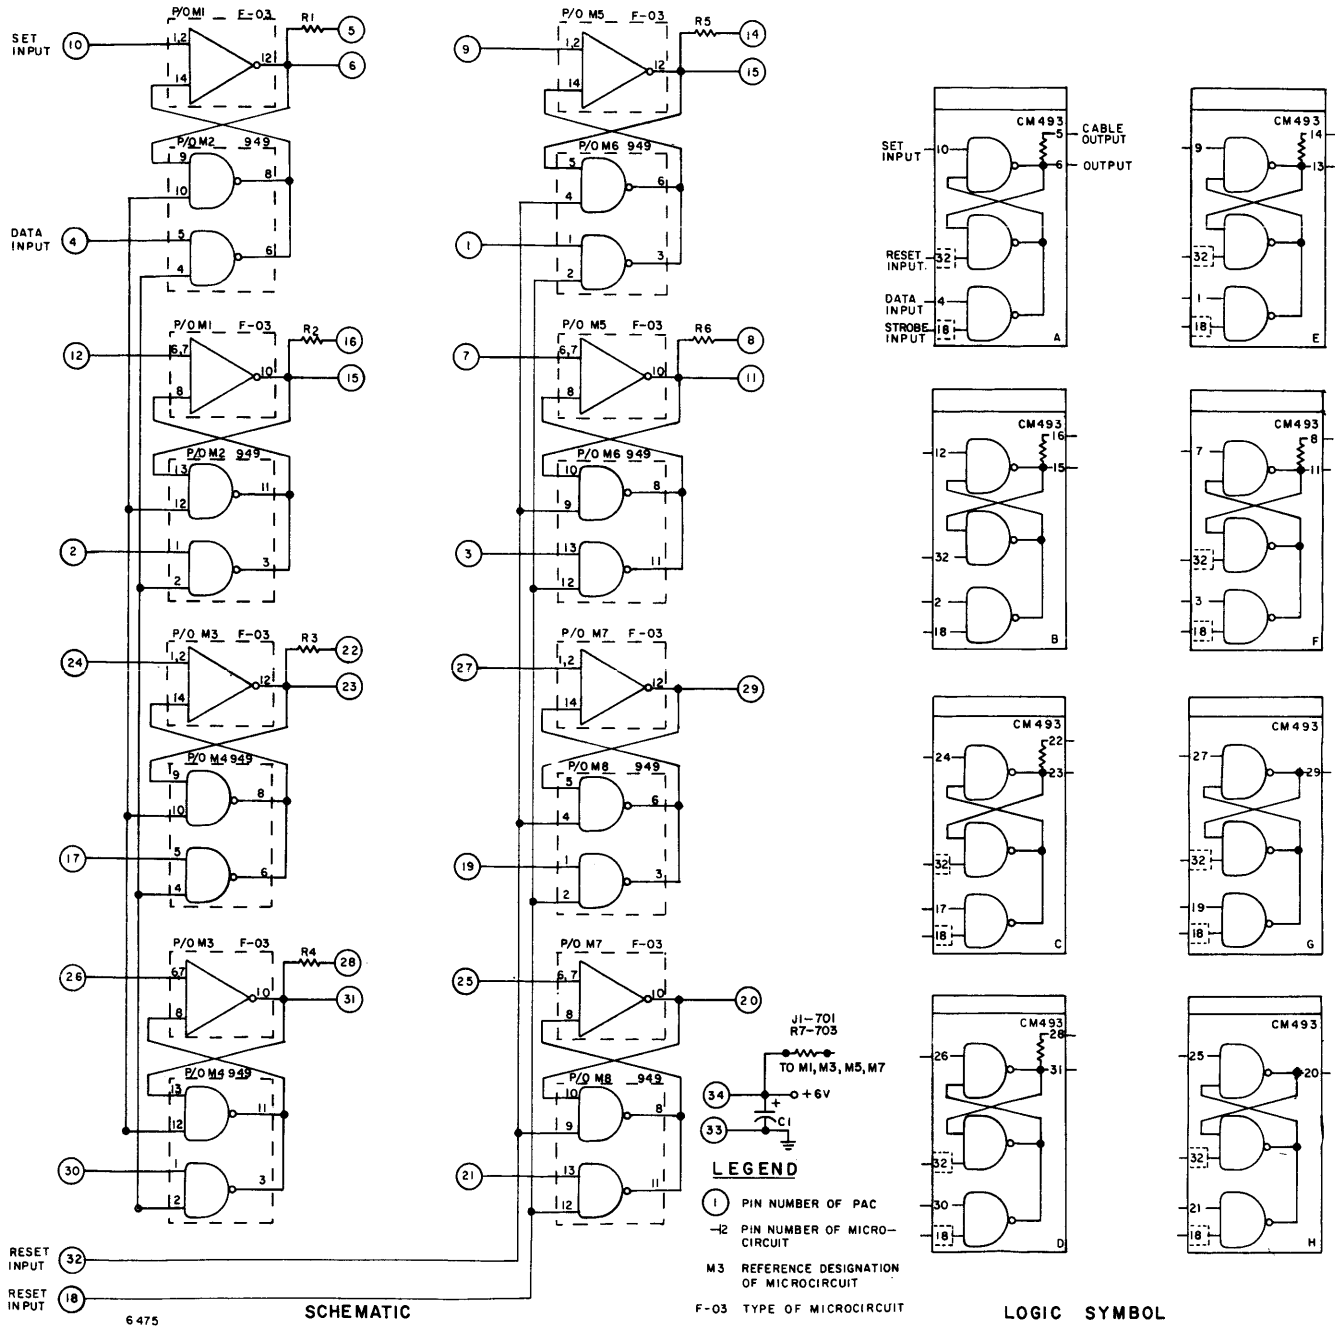 P/O M1 F-03
SET INPUT 10 1,2 12 14 R1 5 6
P/O M2 949
9 10 8
DATA INPUT 4 5 4 6
P/O M1 F-03
12 6,7 8 10 R2 16 15
P/O M2 949
13 12 11
2 1 2 3
P/O M3 F-03
24 1,2 14 12 R3 22 23
P/O M4 949
9 10 8
17 5 4 6
P/O M3 F-03
26 6,7 8 10 R4 28 31
P/O M4 949
13 12 11
30 1 2 3
RESET INPUT 32
RESET INPUT 18
6475
SCHEMATIC
P/O M5 F-03
9 1,2 14 12 R5 14 15
P/O M6 949
5 4 6
1 1 2 3
P/O M5 F-03
7 6,7 8 10 R6 8 11
P/O M6 949
10 9 8
3 13 12 11
P/O M7 F-03
27 1,2 14 12 29
P/O M8 949
5 4 6
19 1 2 3
P/O M7 F-03
25 6,7 8 10 20
P/O M8 949
10 9 8
21 13 12 11
J1-701
R7-703
TO M1, M3, M5, M7
34 +6V
+
C1
33
LEGEND
1 PIN NUMBER OF PAC
12 PIN NUMBER OF MICRO-
CIRCUIT
M3 REFERENCE DESIGNATION
OF MICROCIRCUIT
F-03 TYPE OF MICROCIRCUIT
CM493
SET INPUT 10
5 CABLE OUTPUT
6 OUTPUT
RESET INPUT. 32
DATA INPUT 4
STROBE INPUT 18
A
CM493
9 14 13
32
1
18
E
CM493
12 16 15
32
2
18
B
CM493
7 8 11
32
3
18
F
CM493
24 22 23
32
17
18
C
CM493
27 29
32
19
18
G
CM493
26 28 31
32
30
18
D
CM493
25 20
32
21
18
H
LOGIC SYMBOL